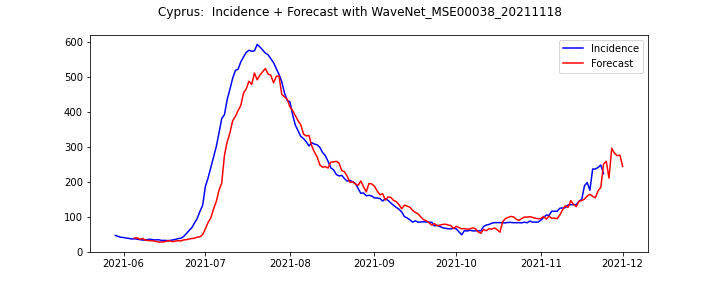 Cyprus:  Incidence + Forecast with WaveNet_MSE00038_20211118
Incidence
Forecast
600
500
400
300
200
100
0
2021-06 2021-07 2021-08 2021-09 2021-10 2021-11 2021-12